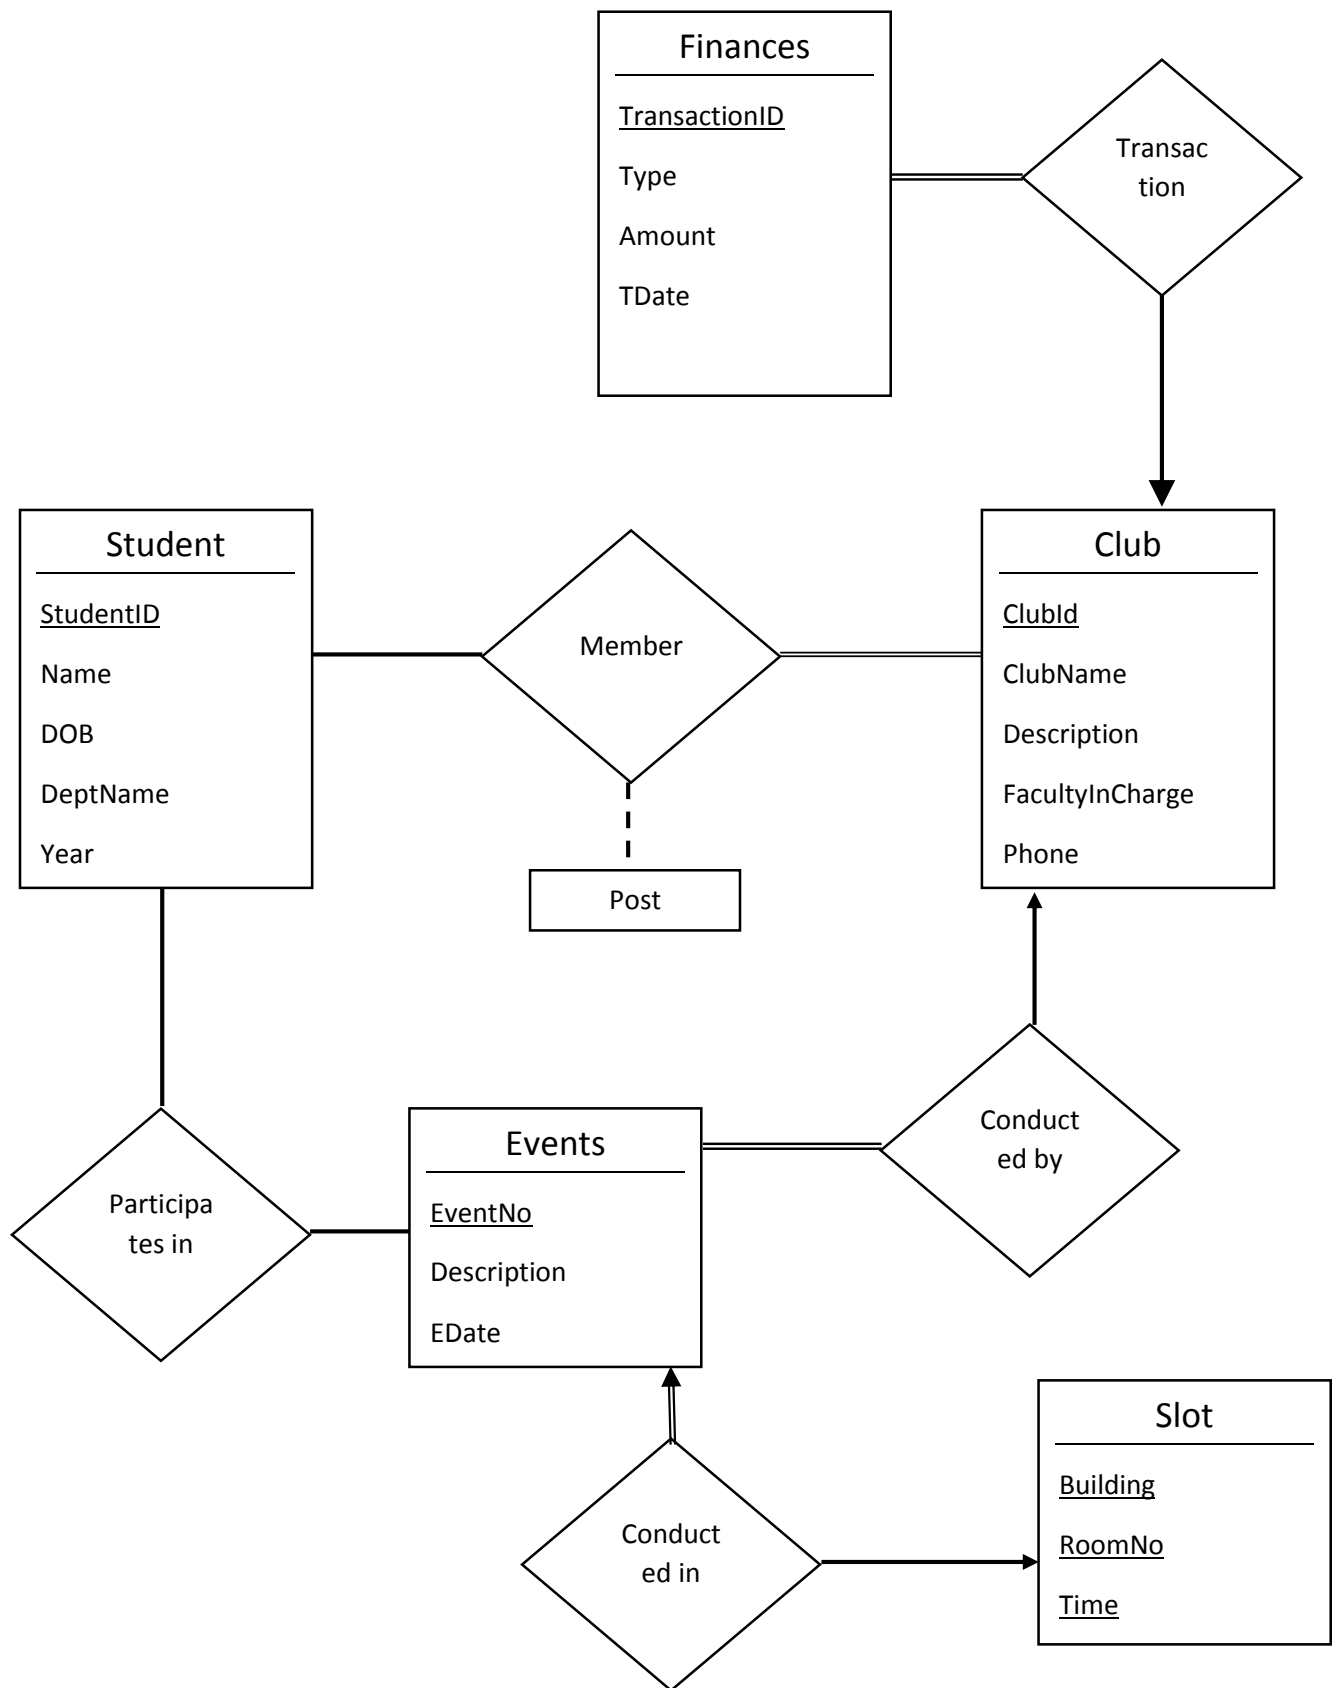 Finances
TransactionID
Type
Amount
TDate
Transac
tion
Student
StudentID
Name
DOB
DeptName
Year
Member
Post
Club
ClubId
ClubName
Description
FacultyInCharge
Phone
Participa
tes in
Events
EventNo
Description
EDate
Conduct
ed by
Conduct
ed in
Slot
Building
RoomNo
Time